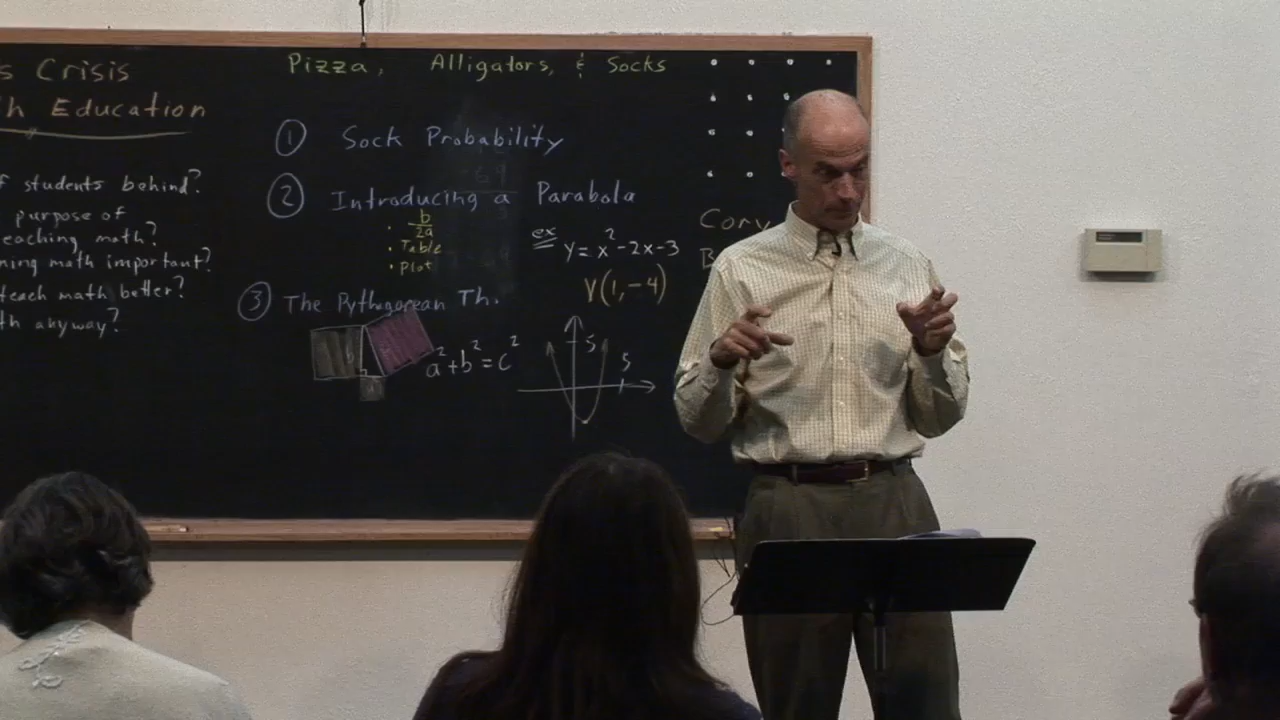 s Crisis
h Education
f students behind?
purpose of
eaching math?
ning math important?
teach math better?
th anyway?
Pizza, Alligators, & Socks
① Sock Probability
② Introducing a Parabola
· b/2a
· Table
· Plot
ex
y=x²-2x-3
V(1,-4)
③ The Pythagorean Th.
a²+b²=c²
5
5